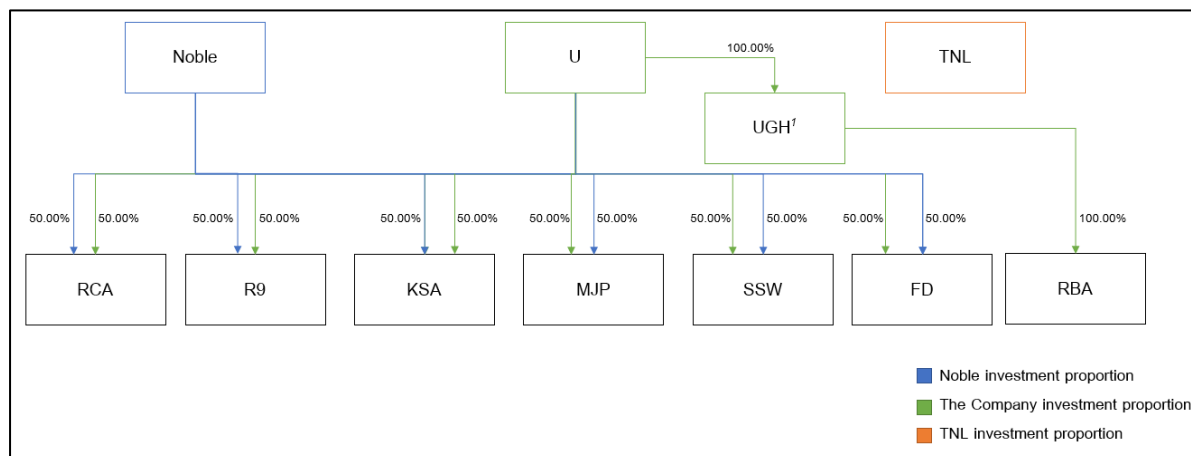 Noble
U
100.00%
TNL
UGH¹
50.00% 50.00% 50.00% 50.00% 50.00% 50.00% 50.00% 50.00% 50.00% 50.00% 50.00% 50.00% 100.00%
RCA R9 KSA MJP SSW FD RBA
Noble investment proportion
The Company investment proportion
TNL investment proportion